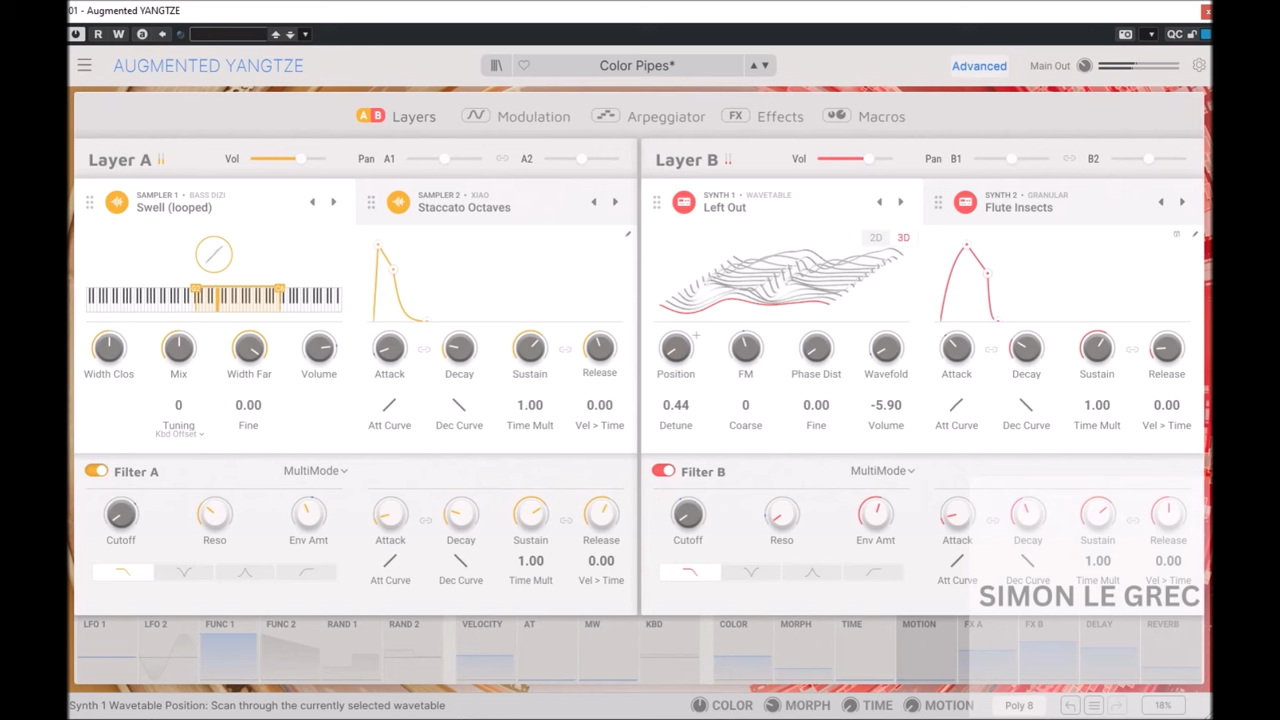 01 - Augmented YANGTZE
R W a QC
AUGMENTED YANGTZE Color Pipes* Advanced Main Out
A B Layers Modulation Arpeggiator FX Effects Macros
Layer A Vol Pan A1 A2 Layer B Vol Pan B1 B2
SAMPLER 1 • BASS DIZI SAMPLER 2 • XIAO SYNTH 1 • WAVETABLE SYNTH 2 • GRANULAR
Swell (looped) Staccato Octaves Left Out Flute Insects
2D 3D
Width Clos Mix Width Far Volume Attack Decay Sustain Release Position FM Phase Dist Wavefold Attack Decay Sustain Release
0 0.00 1.00 0.00 0.44 0 0.00 -5.90 1.00 0.00
Tuning Fine Att Curve Dec Curve Time Mult Vel > Time Detune Coarse Fine Volume Att Curve Dec Curve Time Mult Vel > Time
Kbd Offset
Filter A MultiMode Filter B MultiMode
Cutoff Reso Env Amt Attack Decay Sustain Release Cutoff Reso Env Amt Attack Decay Sustain Release
1.00 0.00 1.00 0.00
Att Curve Dec Curve Time Mult Vel > Time Att Curve Dec Curve Time Mult Vel > Time
SIMON LE GREC
LFO 1 LFO 2 FUNC 1 FUNC 2 RAND 1 RAND 2 VELOCITY AT MW KBD COLOR MORPH TIME MOTION FX A FX B DELAY REVERB
Synth 1 Wavetable Position: Scan through the currently selected wavetable COLOR MORPH TIME MOTION Poly 8 18%